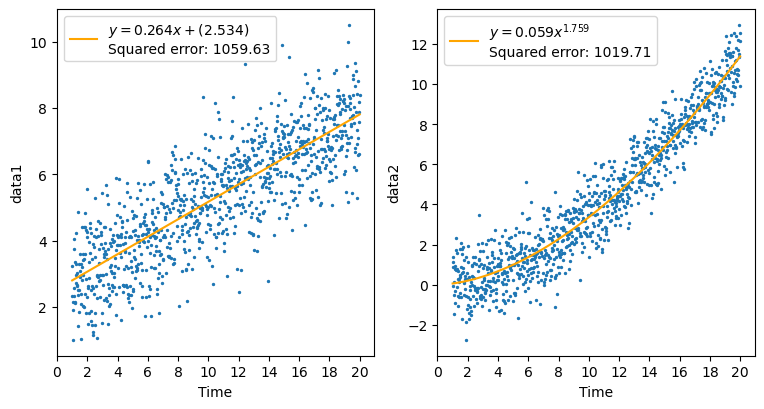 y = 0.264x + (2.534)
Squared error: 1059.63
data1
10
8
6
4
2
0 2 4 6 8 10 12 14 16 18 20
Time
y = 0.059x^{1.759}
Squared error: 1019.71
data2
12
10
8
6
4
2
0
−2
0 2 4 6 8 10 12 14 16 18 20
Time